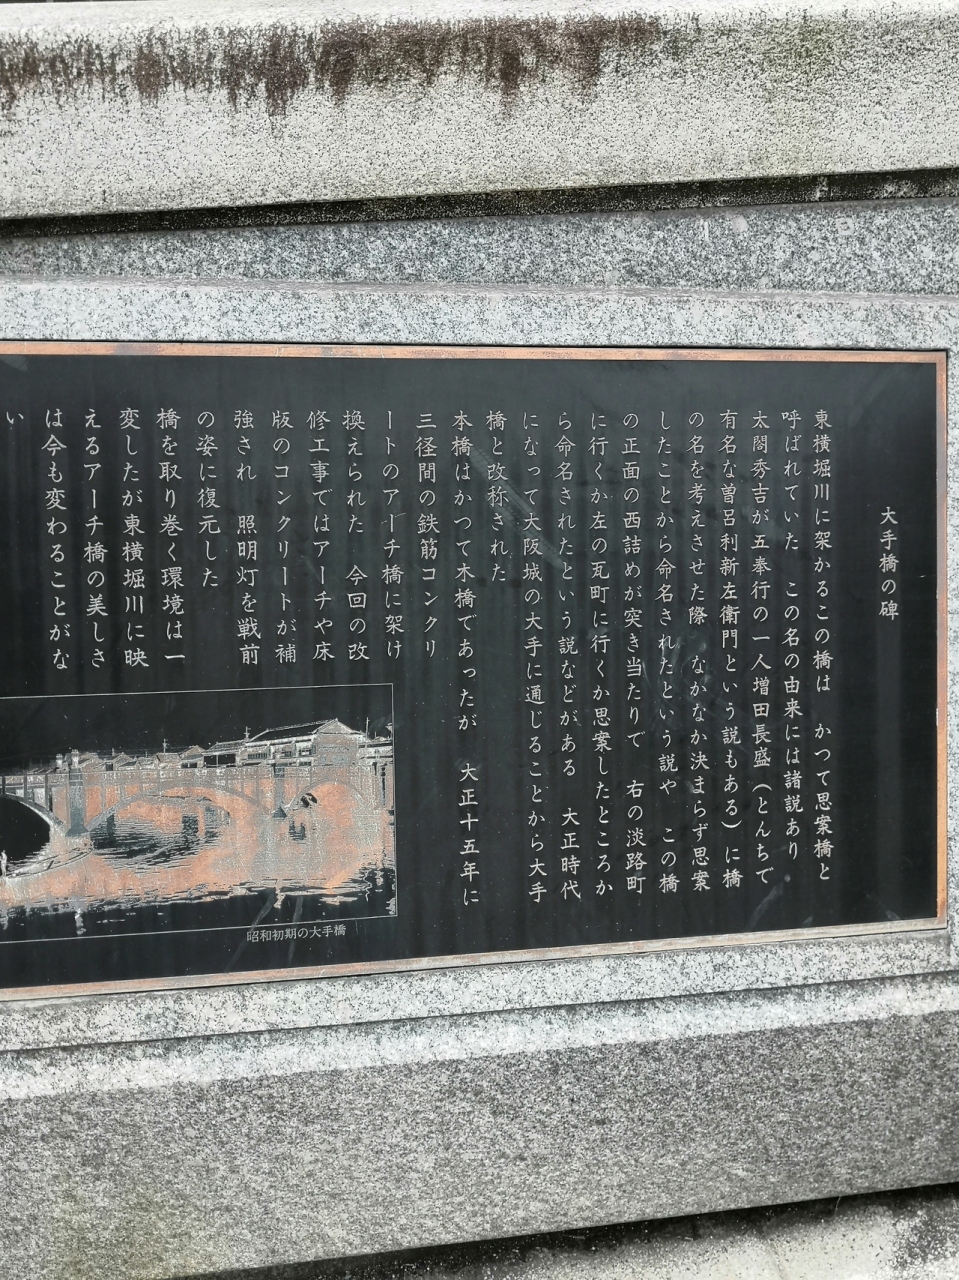 大手橋の碑
東横堀川に架かるこの橋は　かつて思案橋と
呼ばれていた　この名の由来には諸説あり
太閤秀吉が五奉行の一人増田長盛（とんちで
有名な曽呂利新左衛門という説もある）に橋
の名を考えさせた際　なかなか決まらず思案
したことから命名されたという説や　この橋
の正面の西詰めが突き当たりで　右の淡路町
に行くか左の瓦町に行くか思案したところか
ら命名されたという説などがある　大正時代
になって大阪城の大手に通じることから大手
橋と改称された
本橋はかつて木橋であったが　大正十五年に
三径間の鉄筋コンクリ
ートのアーチ橋に架け
換えられた　今回の改
修工事ではアーチや床
版のコンクリートが補
強され　照明灯を戦前
の姿に復元した
橋を取り巻く環境は一
変したが東横堀川に映
えるアーチ橋の美しさ
は今も変わることがな
い
昭和初期の大手橋